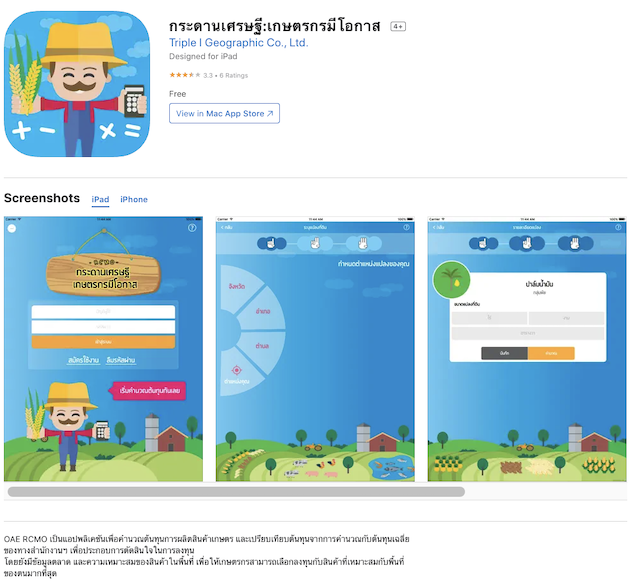 กระดานเศรษฐี:เกษตรกรมีโอกาส 4+
Triple I Geographic Co., Ltd.
Designed for iPad
3.3 • 6 Ratings
Free
View in Mac App Store
Screenshots iPad iPhone
กระดานเศรษฐี
เกษตรกรมีโอกาส
เข้าสู่ระบบ
สมัครใช้งาน ลืมรหัสผ่าน
เริ่มคำนวณต้นทุนกันเลย
กำหนดตำแหน่งแปลงของคุณ
จังหวัด
อำเภอ
ตำบล
ปาล์มน้ำมัน
ขนาดแปลงที่ดิน
OAE RCMO เป็นแอปพลิเคชันเพื่อคำนวณต้นทุนการผลิตสินค้าเกษตร และเปรียบเทียบต้นทุนจากการคำนวณกับต้นทุนเฉลี่ย
ของทางสำนักงานฯ เพื่อประกอบการตัดสินใจในการลงทุน
โดยยังมีข้อมูลตลาด และความเหมาะสมของสินค้าในพื้นที่ เพื่อให้เกษตรกรสามารถเลือกลงทุนกับสินค้าที่เหมาะสมกับพื้นที่
ของตนมากที่สุด